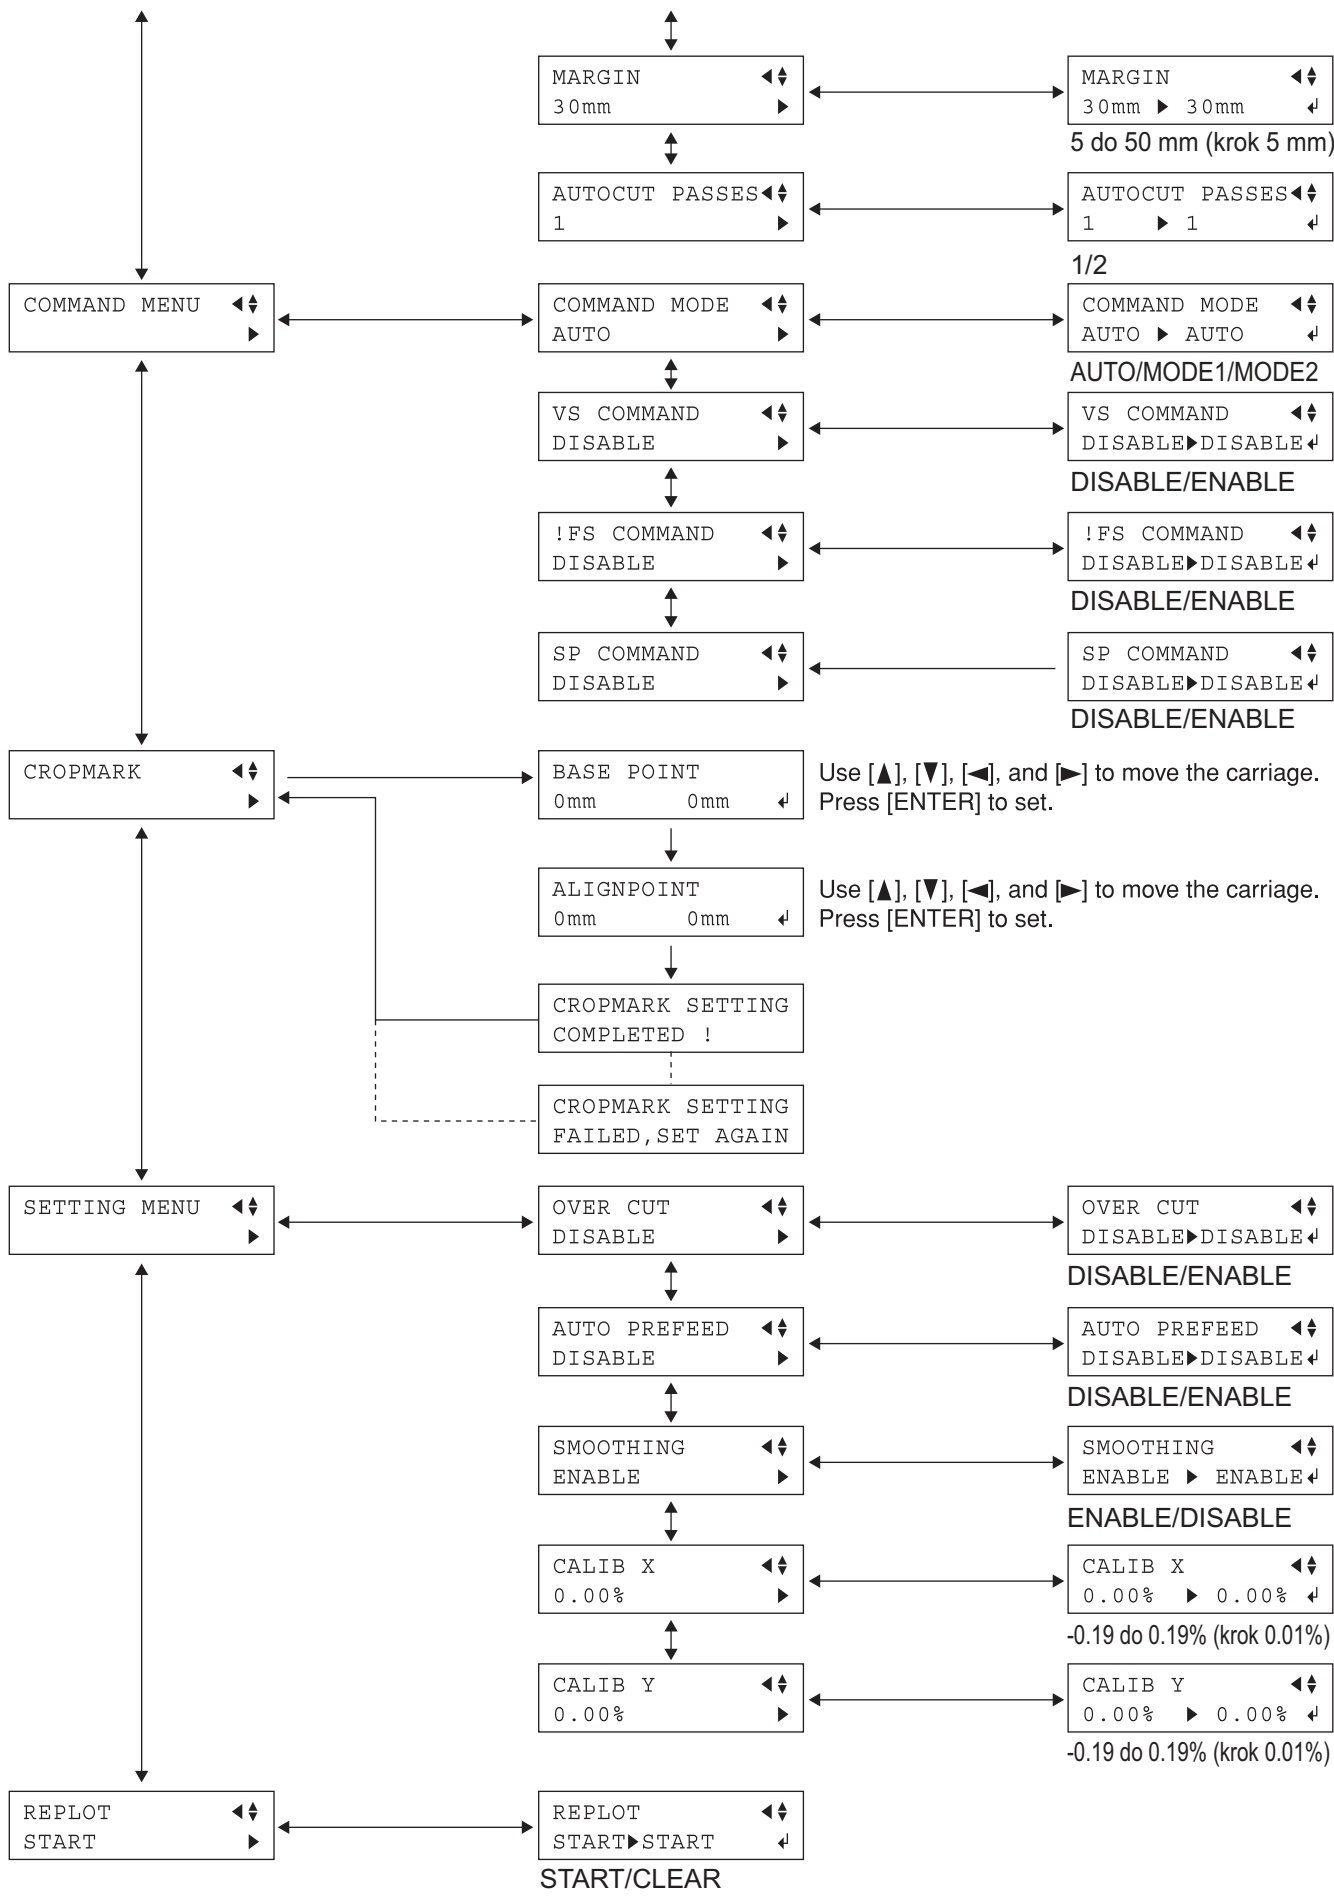 MARGIN
30mm
MARGIN
30mm ▶ 30mm
5 do 50 mm (krok 5 mm)
AUTOCUT PASSES
1
AUTOCUT PASSES
1 ▶ 1
1/2
COMMAND MENU
COMMAND MODE
AUTO
COMMAND MODE
AUTO ▶ AUTO
AUTO/MODE1/MODE2
VS COMMAND
DISABLE
VS COMMAND
DISABLE▶DISABLE
DISABLE/ENABLE
!FS COMMAND
DISABLE
!FS COMMAND
DISABLE▶DISABLE
DISABLE/ENABLE
SP COMMAND
DISABLE
SP COMMAND
DISABLE▶DISABLE
DISABLE/ENABLE
CROPMARK
BASE POINT
0mm 0mm
Use [▲], [▼], [◄], and [►] to move the carriage.
Press [ENTER] to set.
ALIGNPOINT
0mm 0mm
Use [▲], [▼], [◄], and [►] to move the carriage.
Press [ENTER] to set.
CROPMARK SETTING
COMPLETED !
CROPMARK SETTING
FAILED,SET AGAIN
SETTING MENU
OVER CUT
DISABLE
OVER CUT
DISABLE▶DISABLE
DISABLE/ENABLE
AUTO PREFEED
DISABLE
AUTO PREFEED
DISABLE▶DISABLE
DISABLE/ENABLE
SMOOTHING
ENABLE
SMOOTHING
ENABLE ▶ ENABLE
ENABLE/DISABLE
CALIB X
0.00%
CALIB X
0.00% ▶ 0.00%
-0.19 do 0.19% (krok 0.01%)
CALIB Y
0.00%
CALIB Y
0.00% ▶ 0.00%
-0.19 do 0.19% (krok 0.01%)
REPLOT
START
REPLOT
START▶START
START/CLEAR